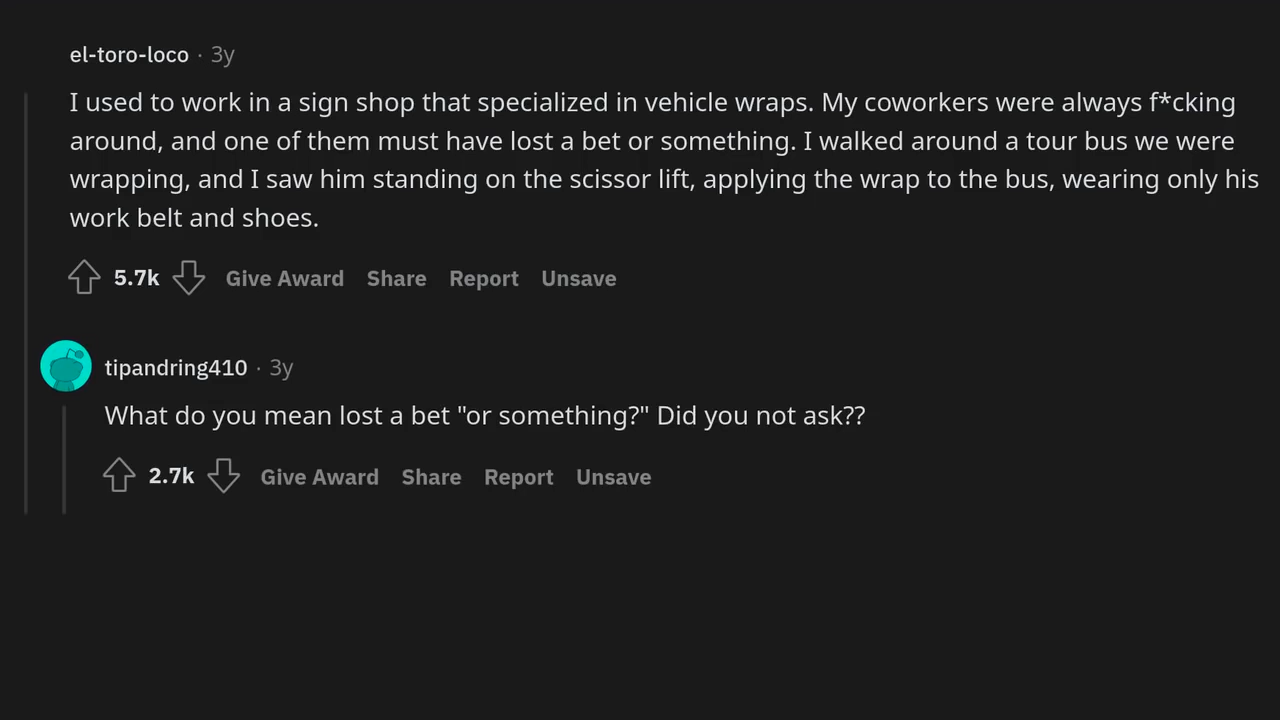 el-toro-loco · 3y
I used to work in a sign shop that specialized in vehicle wraps. My coworkers were always f*cking
around, and one of them must have lost a bet or something. I walked around a tour bus we were
wrapping, and I saw him standing on the scissor lift, applying the wrap to the bus, wearing only his
work belt and shoes.
5.7k Give Award Share Report Unsave
tipandring410 · 3y
What do you mean lost a bet "or something?" Did you not ask??
2.7k Give Award Share Report Unsave